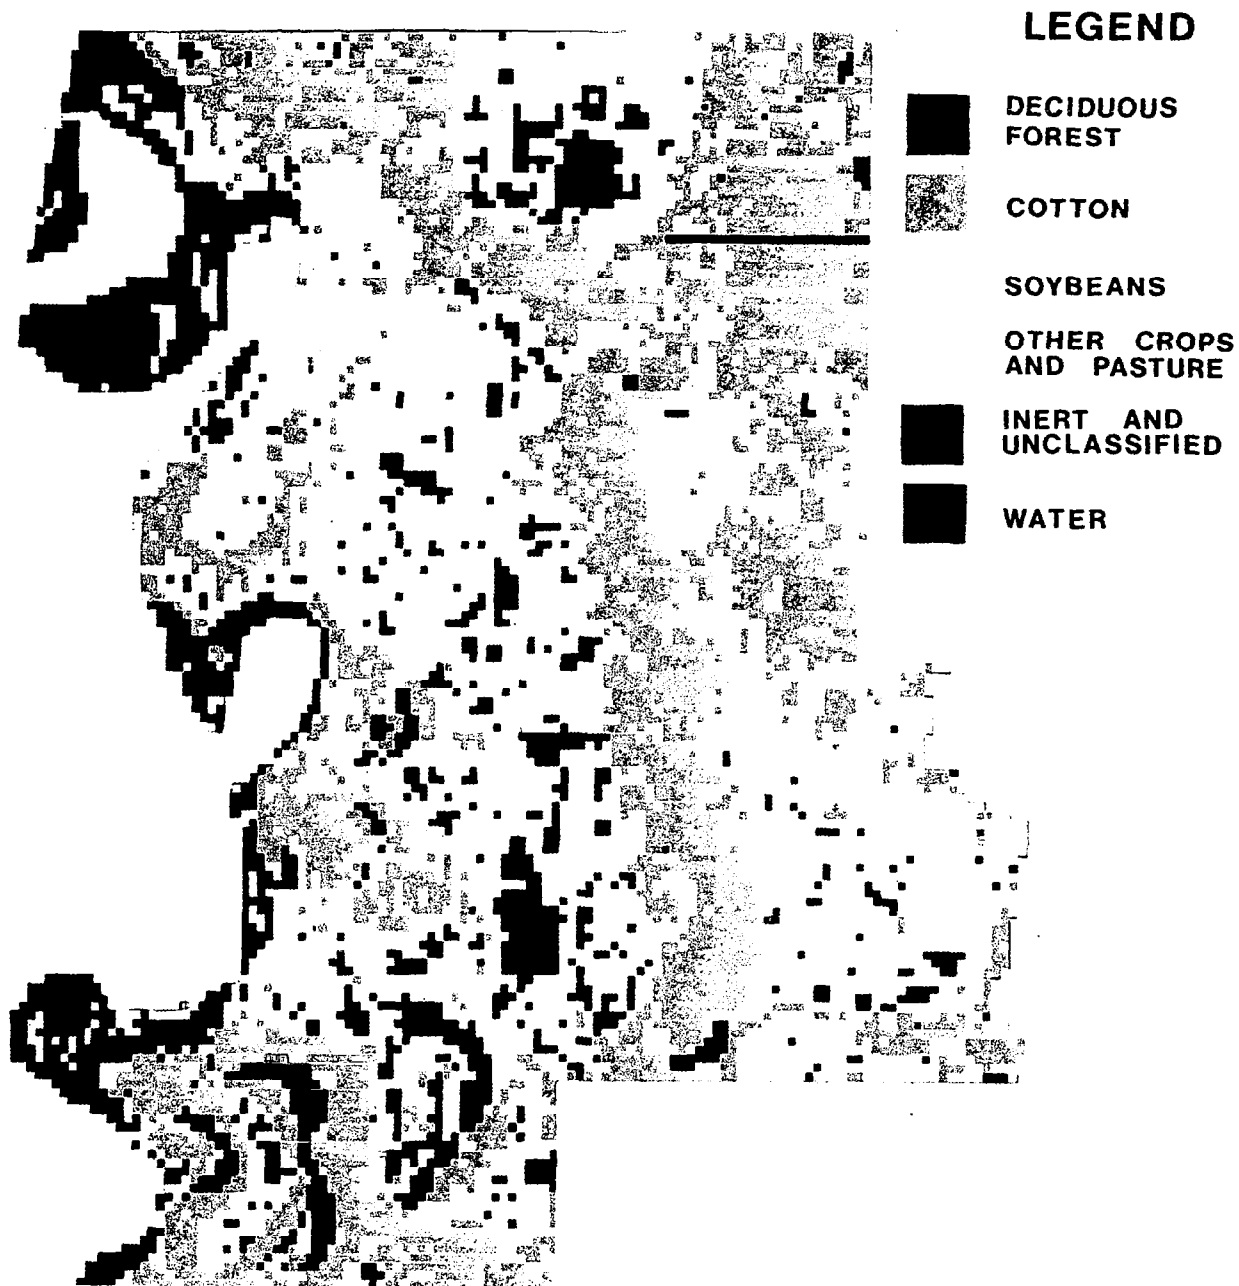 LEGEND
DECIDUOUS
FOREST
COTTON
SOYBEANS
OTHER CROPS
AND PASTURE
INERT AND
UNCLASSIFIED
WATER